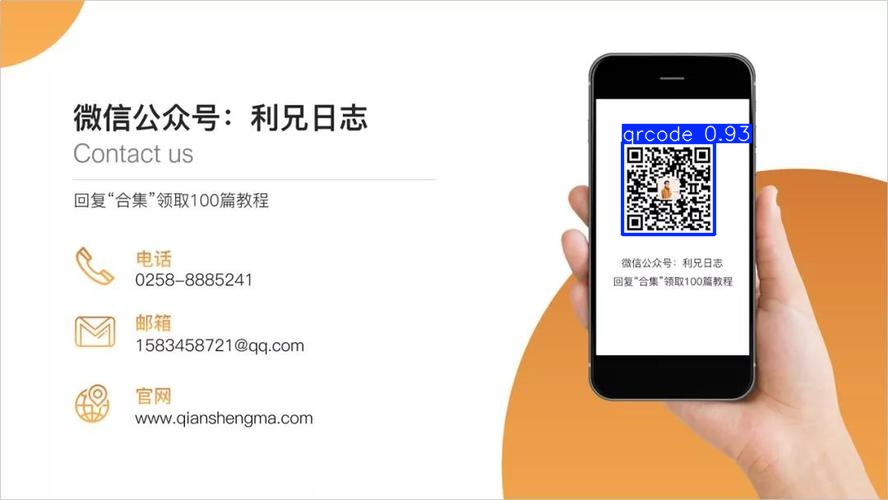 微信公众号：利兄日志
Contact us
回复“合集”领取100篇教程
电话
0258-8885241
邮箱
1583458721@qq.com
官网
www.qianshengma.com
qrcode 0.93
微信公众号：利兄日志
回复“合集”领取100篇教程